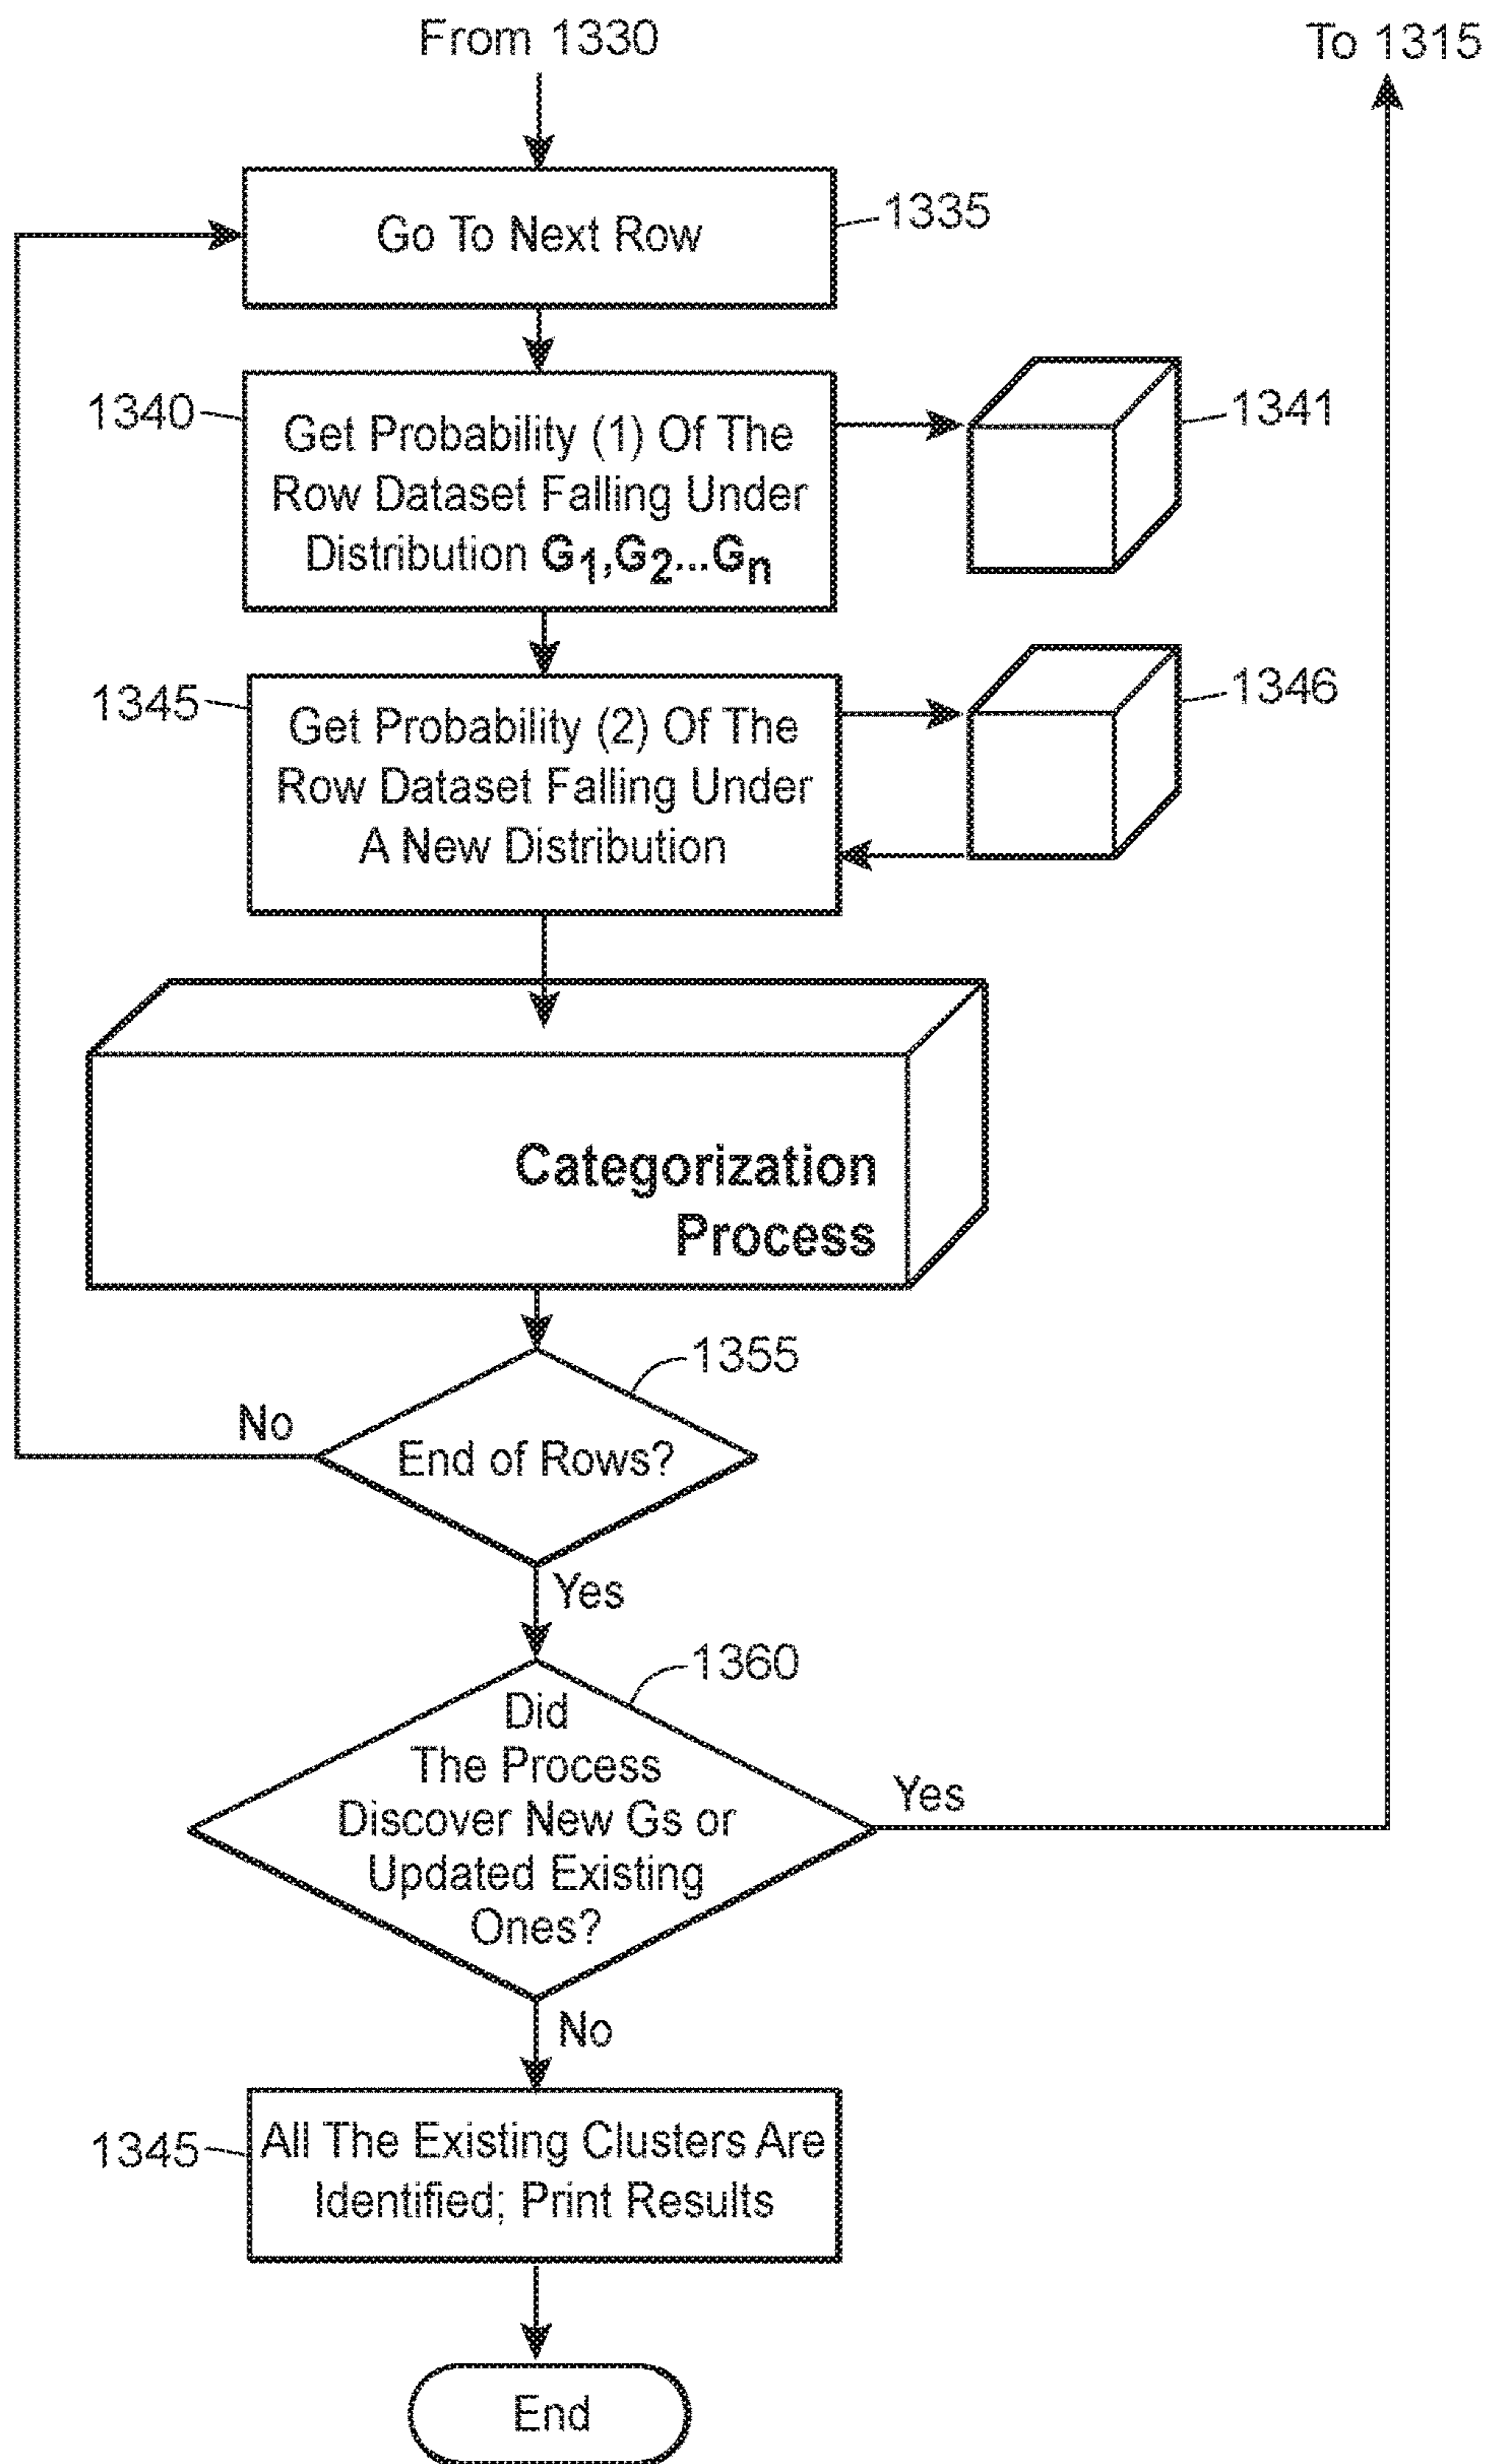 From 1330
To 1315
Go To Next Row
1335
1340
Get Probability (1) Of The
Row Dataset Falling Under
Distribution G1,G2...Gn
1341
1345
Get Probability (2) Of The
Row Dataset Falling Under
A New Distribution
1346
Categorization
Process
1355
No
End of Rows?
Yes
1360
Did
The Process
Discover New Gs or
Updated Existing
Ones?
Yes
No
1345
All The Existing Clusters Are
Identified; Print Results
End